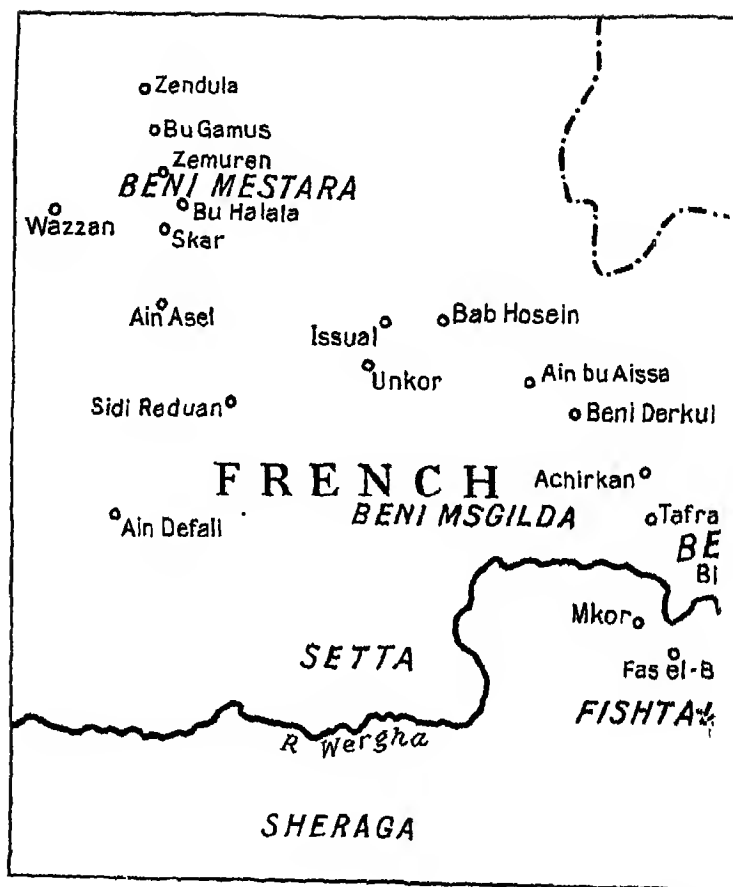 Zendula
Bu Gamus
Zemuren
BENI MESTARA
Wazzan
Bu Halala
Skar
Ain Asel
Issual
Bab Hosein
Unkor
Ain bu Aissa
Sidi Reduan
Beni Derkul
FRENCH
Achirkan
BENI MSGILDA
Ain Defali
Tafra
BE
Bl
Mkor
SETTA
Fas el-B
FISHTA
R Wergha
SHERAGA